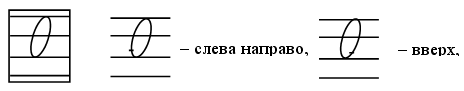 О О – слева направо, О – вверх,